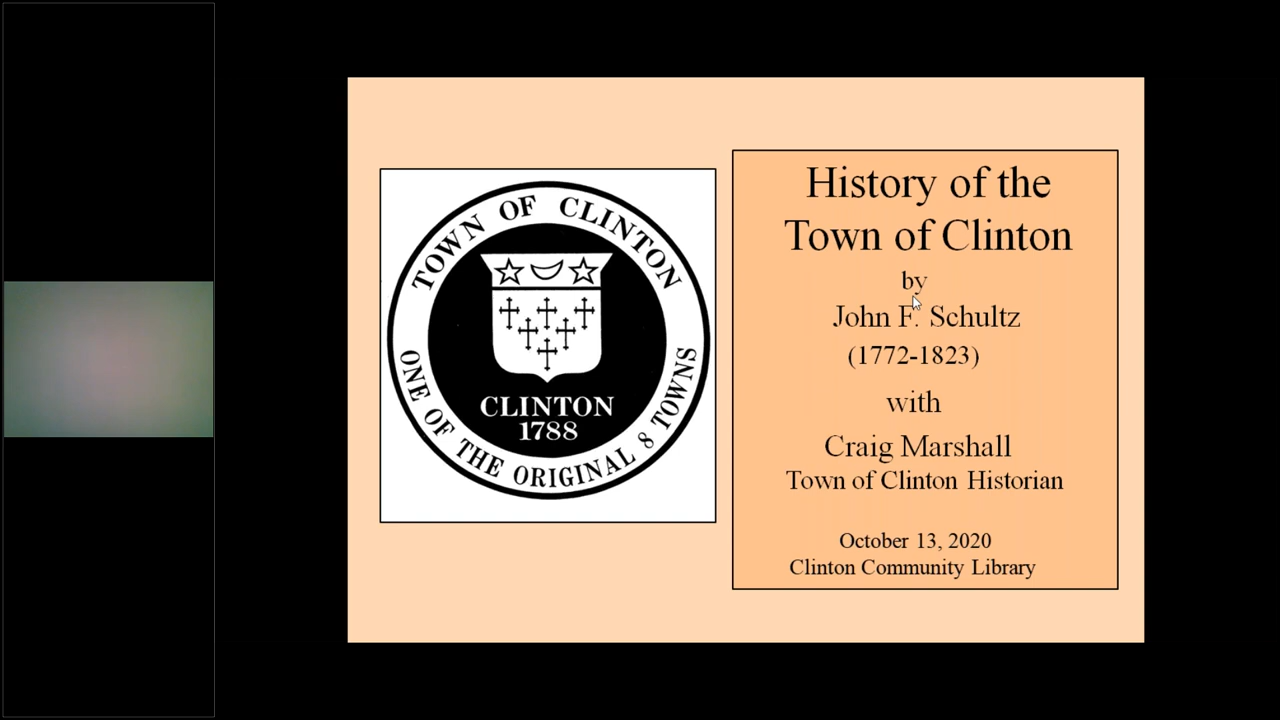 TOWN OF CLINTON
CLINTON
1788
ONE OF THE ORIGINAL 8 TOWNS
History of the
Town of Clinton
by
John F. Schultz
(1772-1823)
with
Craig Marshall
Town of Clinton Historian
October 13, 2020
Clinton Community Library